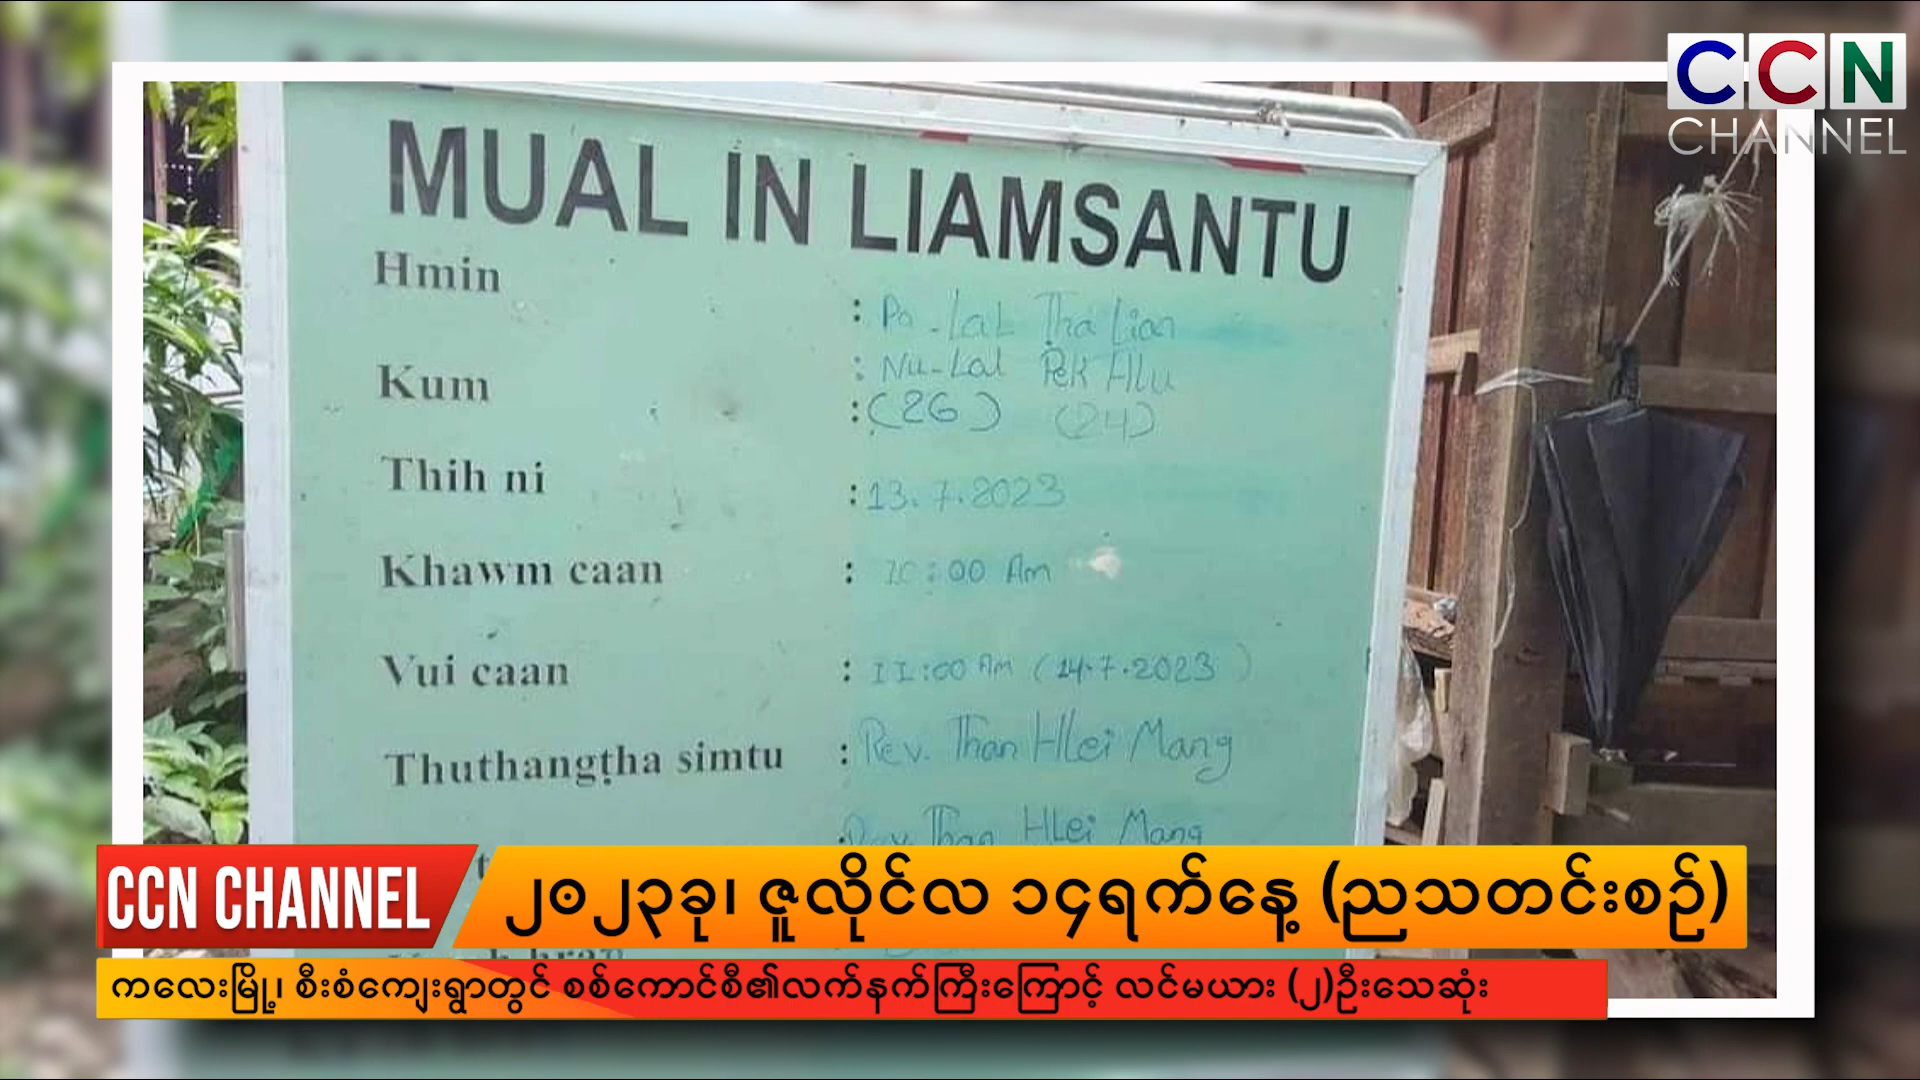 CCN
CHANNEL
MUAL IN LIAMSANTU
Hmin : Pa-Lal Ṭha Lian
: Nu-Lal Pek Hlu
Kum : (26) (24)
Thih ni : 13.7.2023
Khawm caan : 10:00 Am
Vui caan : 11:00 Am (14.7.2023)
Thuthangṭha simtu : Rev. Than Hlei Mang
Rev. Than Hlei Mang
CCN CHANNEL
၂၀၂၃ခု၊ ဇူလိုင်လ ၁၄ရက်နေ့ (ညသတင်းစဉ်)
ကလေးမြို့၊ စီးစံကျေးရွာတွင် စစ်ကောင်စီ၏လက်နက်ကြီးကြောင့် လင်မယား (၂)ဦးသေဆုံး